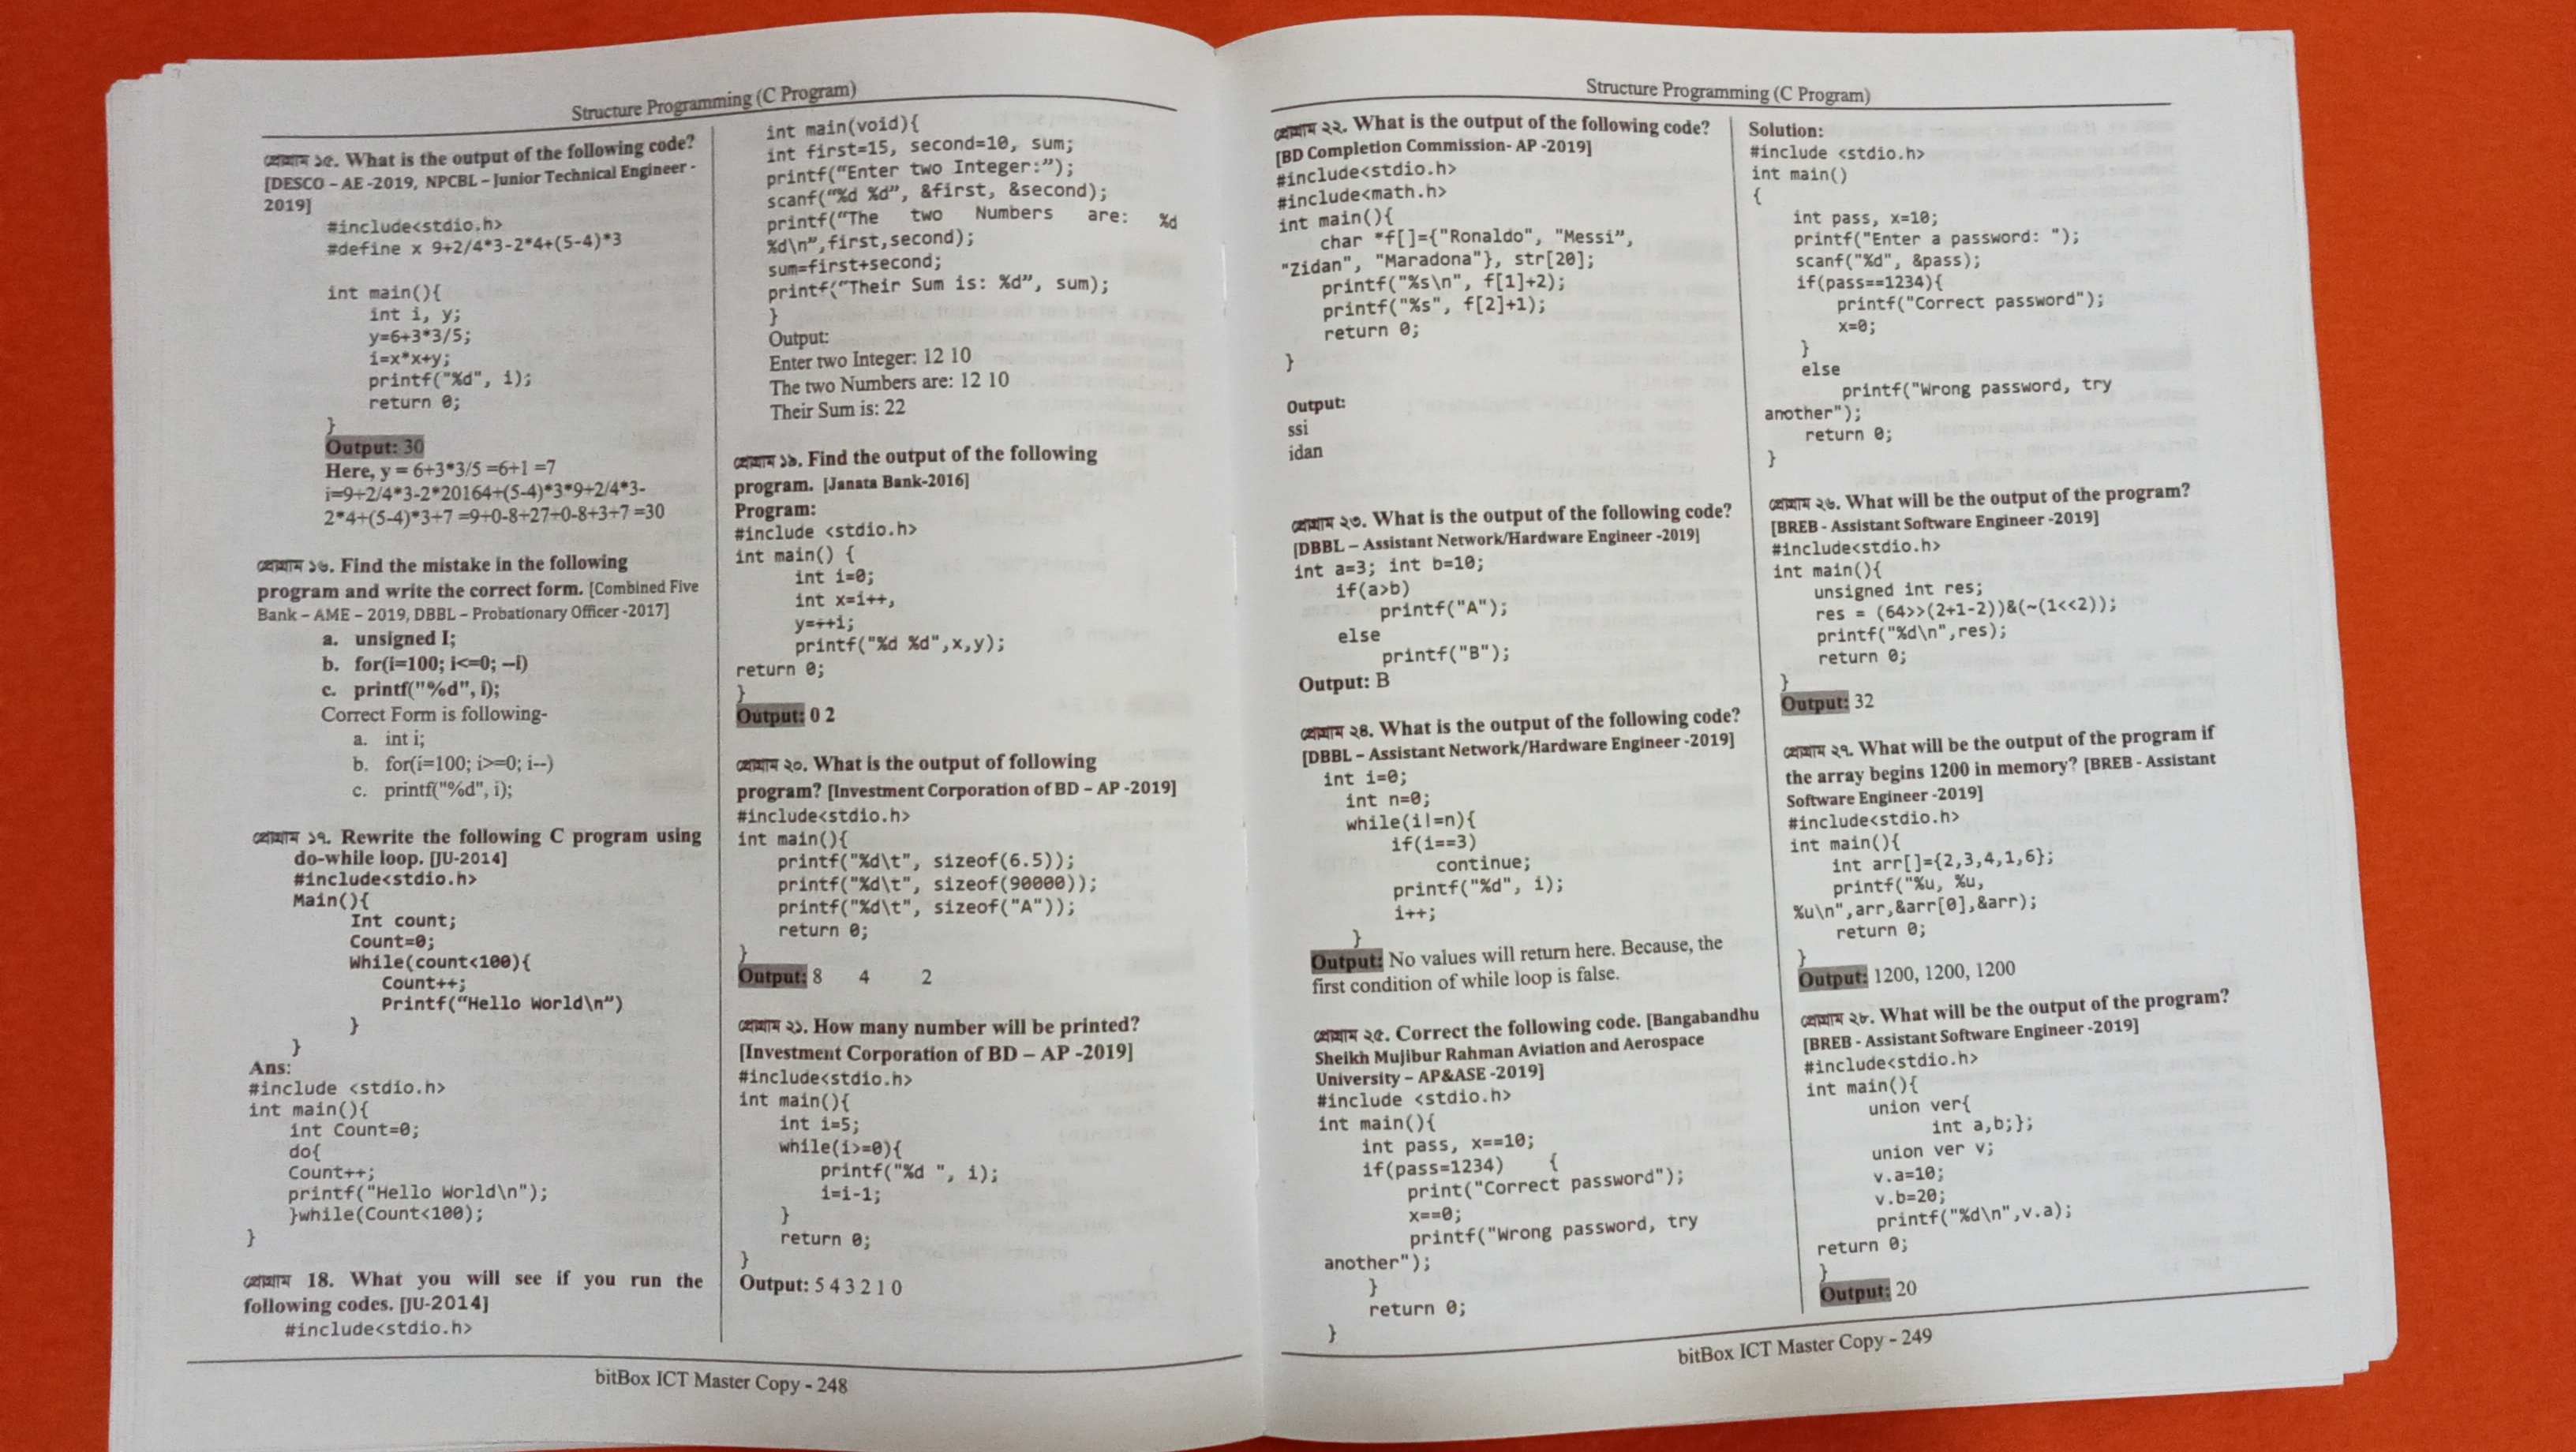 Structure Programming (C Program)
প্রোগ্রাম ১৫. What is the output of the following code?
[DESCO – AE -2019, NPCBL – Junior Technical Engineer -
2019]
#include<stdio.h>
#define x 9+2/4*3-2*4+(5-4)*3
int main(){
int i, y;
y=6+3*3/5;
i=x*x+y;
printf("%d", i);
return 0;
}
Output: 30
Here, y = 6+3*3/5 =6+1 =7
i=9+2/4*3-2*20164+(5-4)*3*9+2/4*3-
2*4+(5-4)*3+7 =9+0-8+27+0-8+3+7 =30
প্রোগ্রাম ১৬. Find the mistake in the following
program and write the correct form. [Combined Five
Bank – AME – 2019, DBBL – Probationary Officer -2017]
a. unsigned I;
b. for(i=100; i<=0; –i)
c. printf("%d", i);
Correct Form is following-
a. int i;
b. for(i=100; i>=0; i--)
c. printf("%d", i);
প্রোগ্রাম ১৭. Rewrite the following C program using
do-while loop. [JU-2014]
#include<stdio.h>
Main(){
Int count;
Count=0;
While(count<100){
Count++;
Printf(“Hello World\n”)
}
}
Ans:
#include <stdio.h>
int main(){
int Count=0;
do{
Count++;
printf("Hello World\n");
}while(Count<100);
}
প্রোগ্রাম 18. What you will see if you run the
following codes. [JU-2014]
#include<stdio.h>
int main(void){
int first=15, second=10, sum;
printf(“Enter two Integer:”);
scanf(“%d %d”, &first, &second);
printf(“The two Numbers are: %d
%d\n”,first,second);
sum=first+second;
printf(“Their Sum is: %d”, sum);
}
Output:
Enter two Integer: 12 10
The two Numbers are: 12 10
Their Sum is: 22
প্রোগ্রাম ১৯. Find the output of the following
program. [Janata Bank-2016]
Program:
#include <stdio.h>
int main() {
int i=0;
int x=i++,
y=++i;
printf("%d %d",x,y);
return 0;
}
Output: 0 2
প্রোগ্রাম ২০. What is the output of following
program? [Investment Corporation of BD – AP -2019]
#include<stdio.h>
int main(){
printf("%d\t", sizeof(6.5));
printf("%d\t", sizeof(90000));
printf("%d\t", sizeof("A"));
return 0;
}
Output: 8 4 2
প্রোগ্রাম ২১. How many number will be printed?
[Investment Corporation of BD – AP -2019]
#include<stdio.h>
int main(){
int i=5;
while(i>=0){
printf("%d ", i);
i=i-1;
}
return 0;
}
Output: 5 4 3 2 1 0
bitBox ICT Master Copy - 248
Structure Programming (C Program)
প্রোগ্রাম ২২. What is the output of the following code?
[BD Completion Commission- AP -2019]
#include<stdio.h>
#include<math.h>
int main(){
char *f[]={"Ronaldo", "Messi”,
"Zidan", "Maradona"}, str[20];
printf("%s\n", f[1]+2);
printf("%s", f[2]+1);
return 0;
}
Output:
ssi
idan
প্রোগ্রাম ২৩. What is the output of the following code?
[DBBL – Assistant Network/Hardware Engineer -2019]
int a=3; int b=10;
if(a>b)
printf("A");
else
printf("B");
Output: B
প্রোগ্রাম ২৪. What is the output of the following code?
[DBBL – Assistant Network/Hardware Engineer -2019]
int i=0;
int n=0;
while(i!=n){
if(i==3)
continue;
printf("%d", i);
i++;
}
Output: No values will return here. Because, the
first condition of while loop is false.
প্রোগ্রাম ২৫. Correct the following code. [Bangabandhu
Sheikh Mujibur Rahman Aviation and Aerospace
University – AP&ASE -2019]
#include <stdio.h>
int main(){
int pass, x==10;
if(pass=1234) {
print("Correct password");
x==0;
printf("Wrong password, try
another");
}
return 0;
}
Solution:
#include <stdio.h>
int main()
{
int pass, x=10;
printf("Enter a password: ");
scanf("%d", &pass);
if(pass==1234){
printf("Correct password");
x=0;
}
else
printf("Wrong password, try
another");
return 0;
}
প্রোগ্রাম ২৬. What will be the output of the program?
[BREB - Assistant Software Engineer -2019]
#include<stdio.h>
int main(){
unsigned int res;
res = (64>>(2+1-2))&(~(1<<2));
printf("%d\n",res);
return 0;
}
Output: 32
প্রোগ্রাম ২৭. What will be the output of the program if
the array begins 1200 in memory? [BREB - Assistant
Software Engineer -2019]
#include<stdio.h>
int main(){
int arr[]={2,3,4,1,6};
printf("%u, %u,
%u\n",arr,&arr[0],&arr);
return 0;
}
Output: 1200, 1200, 1200
প্রোগ্রাম ২৮. What will be the output of the program?
[BREB - Assistant Software Engineer -2019]
#include<stdio.h>
int main(){
union ver{
int a,b;};
union ver v;
v.a=10;
v.b=20;
printf("%d\n",v.a);
return 0;
}
Output: 20
bitBox ICT Master Copy - 249